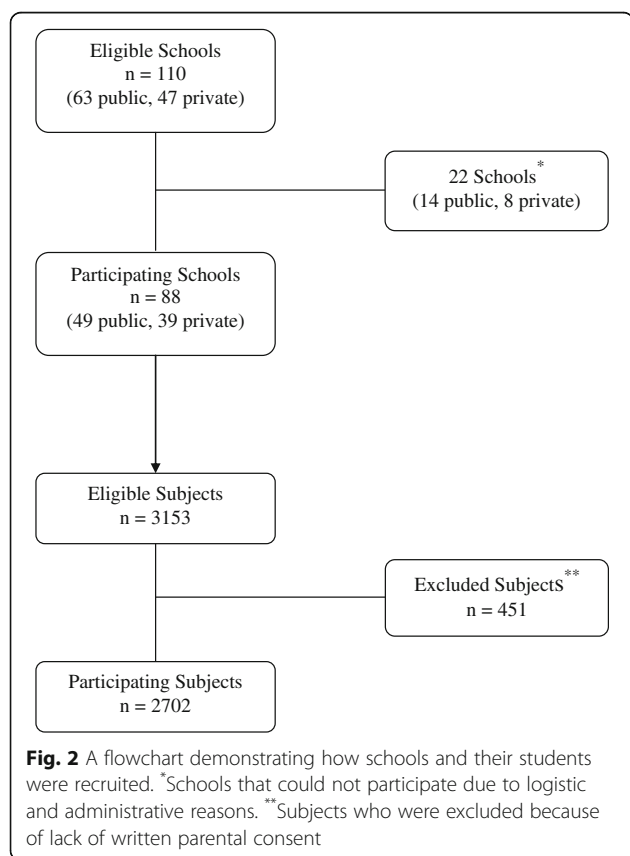 Eligible Schools
n = 110
(63 public, 47 private)
22 Schools*
(14 public, 8 private)
Participating Schools
n = 88
(49 public, 39 private)
Eligible Subjects
n = 3153
Excluded Subjects**
n = 451
Participating Subjects
n = 2702
Fig. 2 A flowchart demonstrating how schools and their students
were recruited. *Schools that could not participate due to logistic
and administrative reasons. **Subjects who were excluded because
of lack of written parental consent